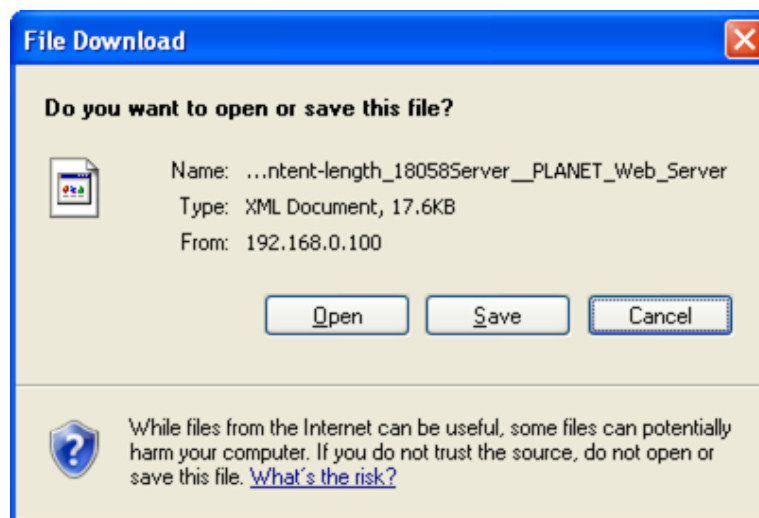 File Download
Do you want to open or save this file?
Name: ...ntent-length_18058Server__PLANET_Web_Server
Type: XML Document, 17.6KB
From: 192.168.0.100
Open Save Cancel
While files from the Internet can be useful, some files can potentially
harm your computer. If you do not trust the source, do not open or
save this file. What's the risk?